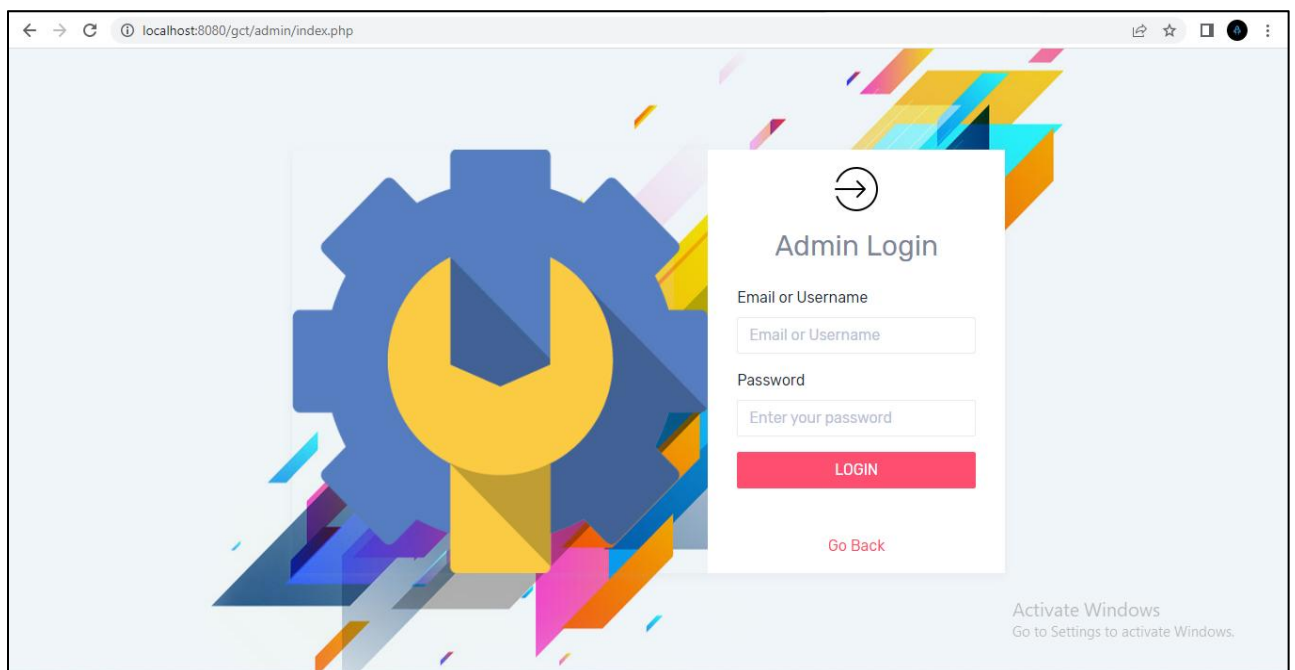 localhost:8080/gct/admin/index.php
Admin Login
Email or Username
Email or Username
Password
Enter your password
LOGIN
Go Back
Activate Windows
Go to Settings to activate Windows.